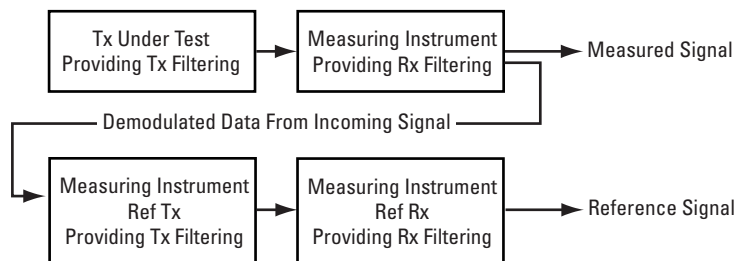 Tx Under Test
Providing Tx Filtering
Measuring Instrument
Providing Rx Filtering
Measured Signal
Demodulated Data From Incoming Signal
Measuring Instrument
Ref Tx
Providing Tx Filtering
Measuring Instrument
Ref Rx
Providing Rx Filtering
Reference Signal